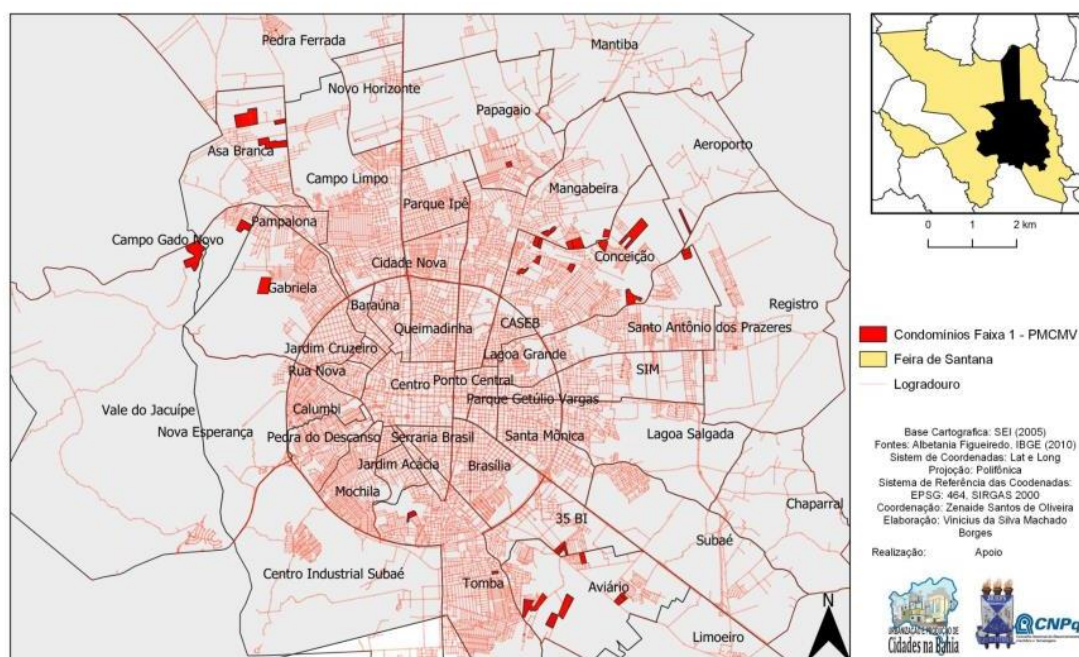 Pedra Ferrada
Mantiba
Novo Horizonte
Papagaio
Asa Branca
Aeroporto
Campo Limpo
Mangabeira
Parque Ipê
Pampalona
Campo Gado Novo
Conceição
Cidade Nova
Gabriela
Baraúna
Registro
Queimadinha
CASEB
Santo Antônio dos Prazeres
Jardim Cruzeiro
Lagoa Grande
Rua Nova
SIM
Centro
Ponto Central
Parque Getúlio Vargas
Vale do Jacuípe
Calumbi
Nova Esperança
Pedra do Descanso
Serraria Brasil
Santa Mônica
Lagoa Salgada
Jardim Acácia
Brasília
Mochila
Chaparral
35 BI
Subaé
Centro Industrial Subaé
Tomba
Aviário
Limoeiro
N
0 1 2 km
Condomínios Faixa 1 - PMCMV
Feira de Santana
Logradouro
Base Cartografica: SEI (2005)
Fontes: Albetania Figueiredo, IBGE (2010)
Sistem de Coordenadas: Lat e Long
Projoção: Polifônica
Sistema de Referência das Coodenadas:
EPSG: 464, SIRGAS 2000
Coordenação: Zenaide Santos de Oliveira
Elaboração: Vinicius da Silva Machado
Borges
Realização: Apoio
URBANIZAÇÃO E PRODUÇÃO DE
Cidades na Bahia
CNPq